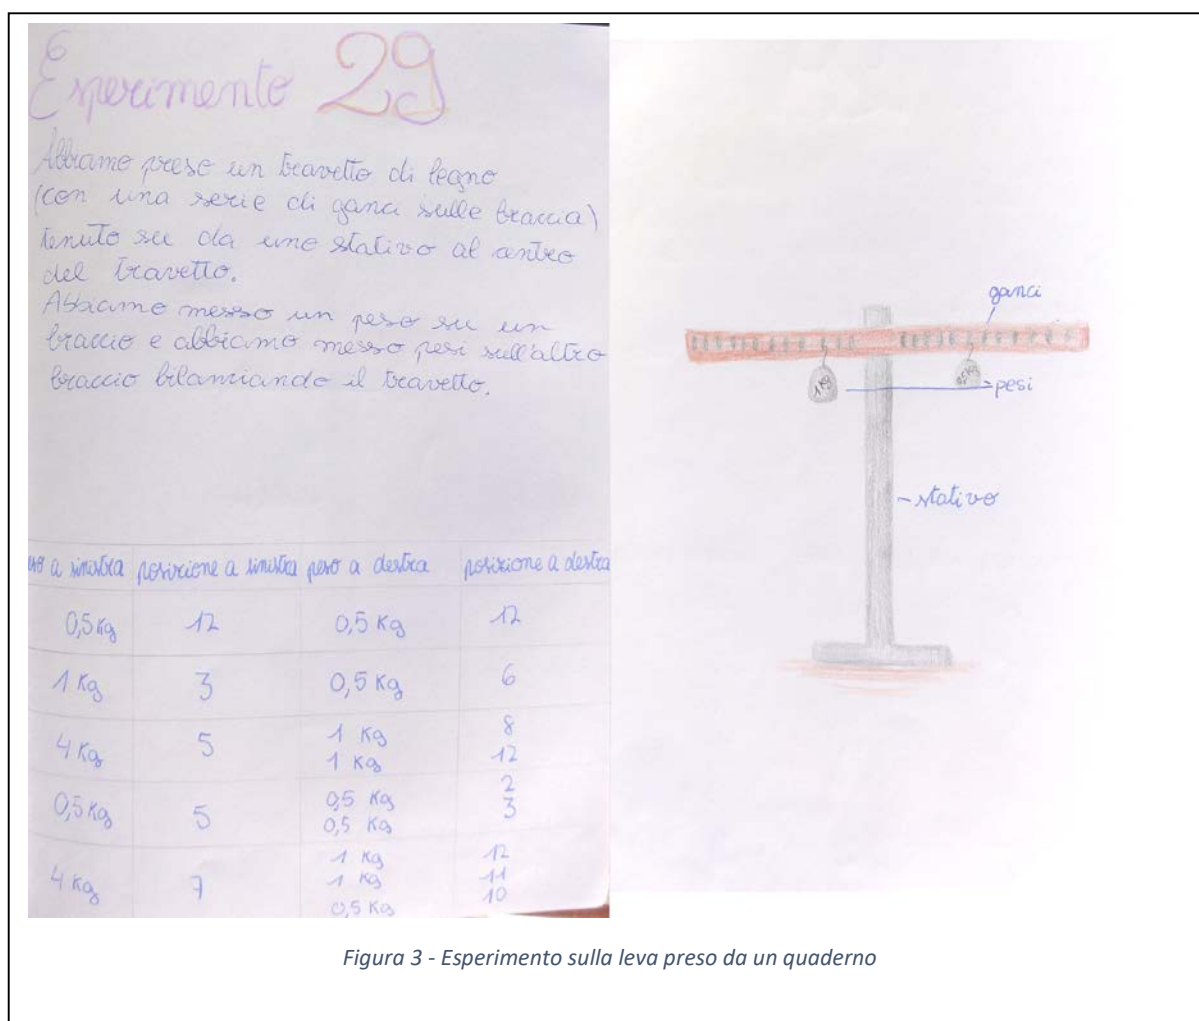 6
Esperimento 29
Abbiamo preso un travetto di legno
(con una serie di ganci sulle braccia)
tenuto su da uno stativo al centro
del travetto.
Abbiamo messo un peso su un
braccio e abbiamo messo pesi sull'altro
braccio bilanciando il travetto.
a sinistra posizione a sinistra peso a destra posizione a destra
0,5 kg 12 0,5 Kg 12
1 Kg 3 0,5 Kg 6
4 Kg 5 1 Kg 8
1 Kg 12
0,5 Kg 5 0,5 Kg 2
0,5 Kg 3
4 Kg 7 1 Kg 12
1 Kg 11
0,5 Kg 10
ganci
1Kg
0,5Kg
pesi
stativo
Figura 3 - Esperimento sulla leva preso da un quaderno